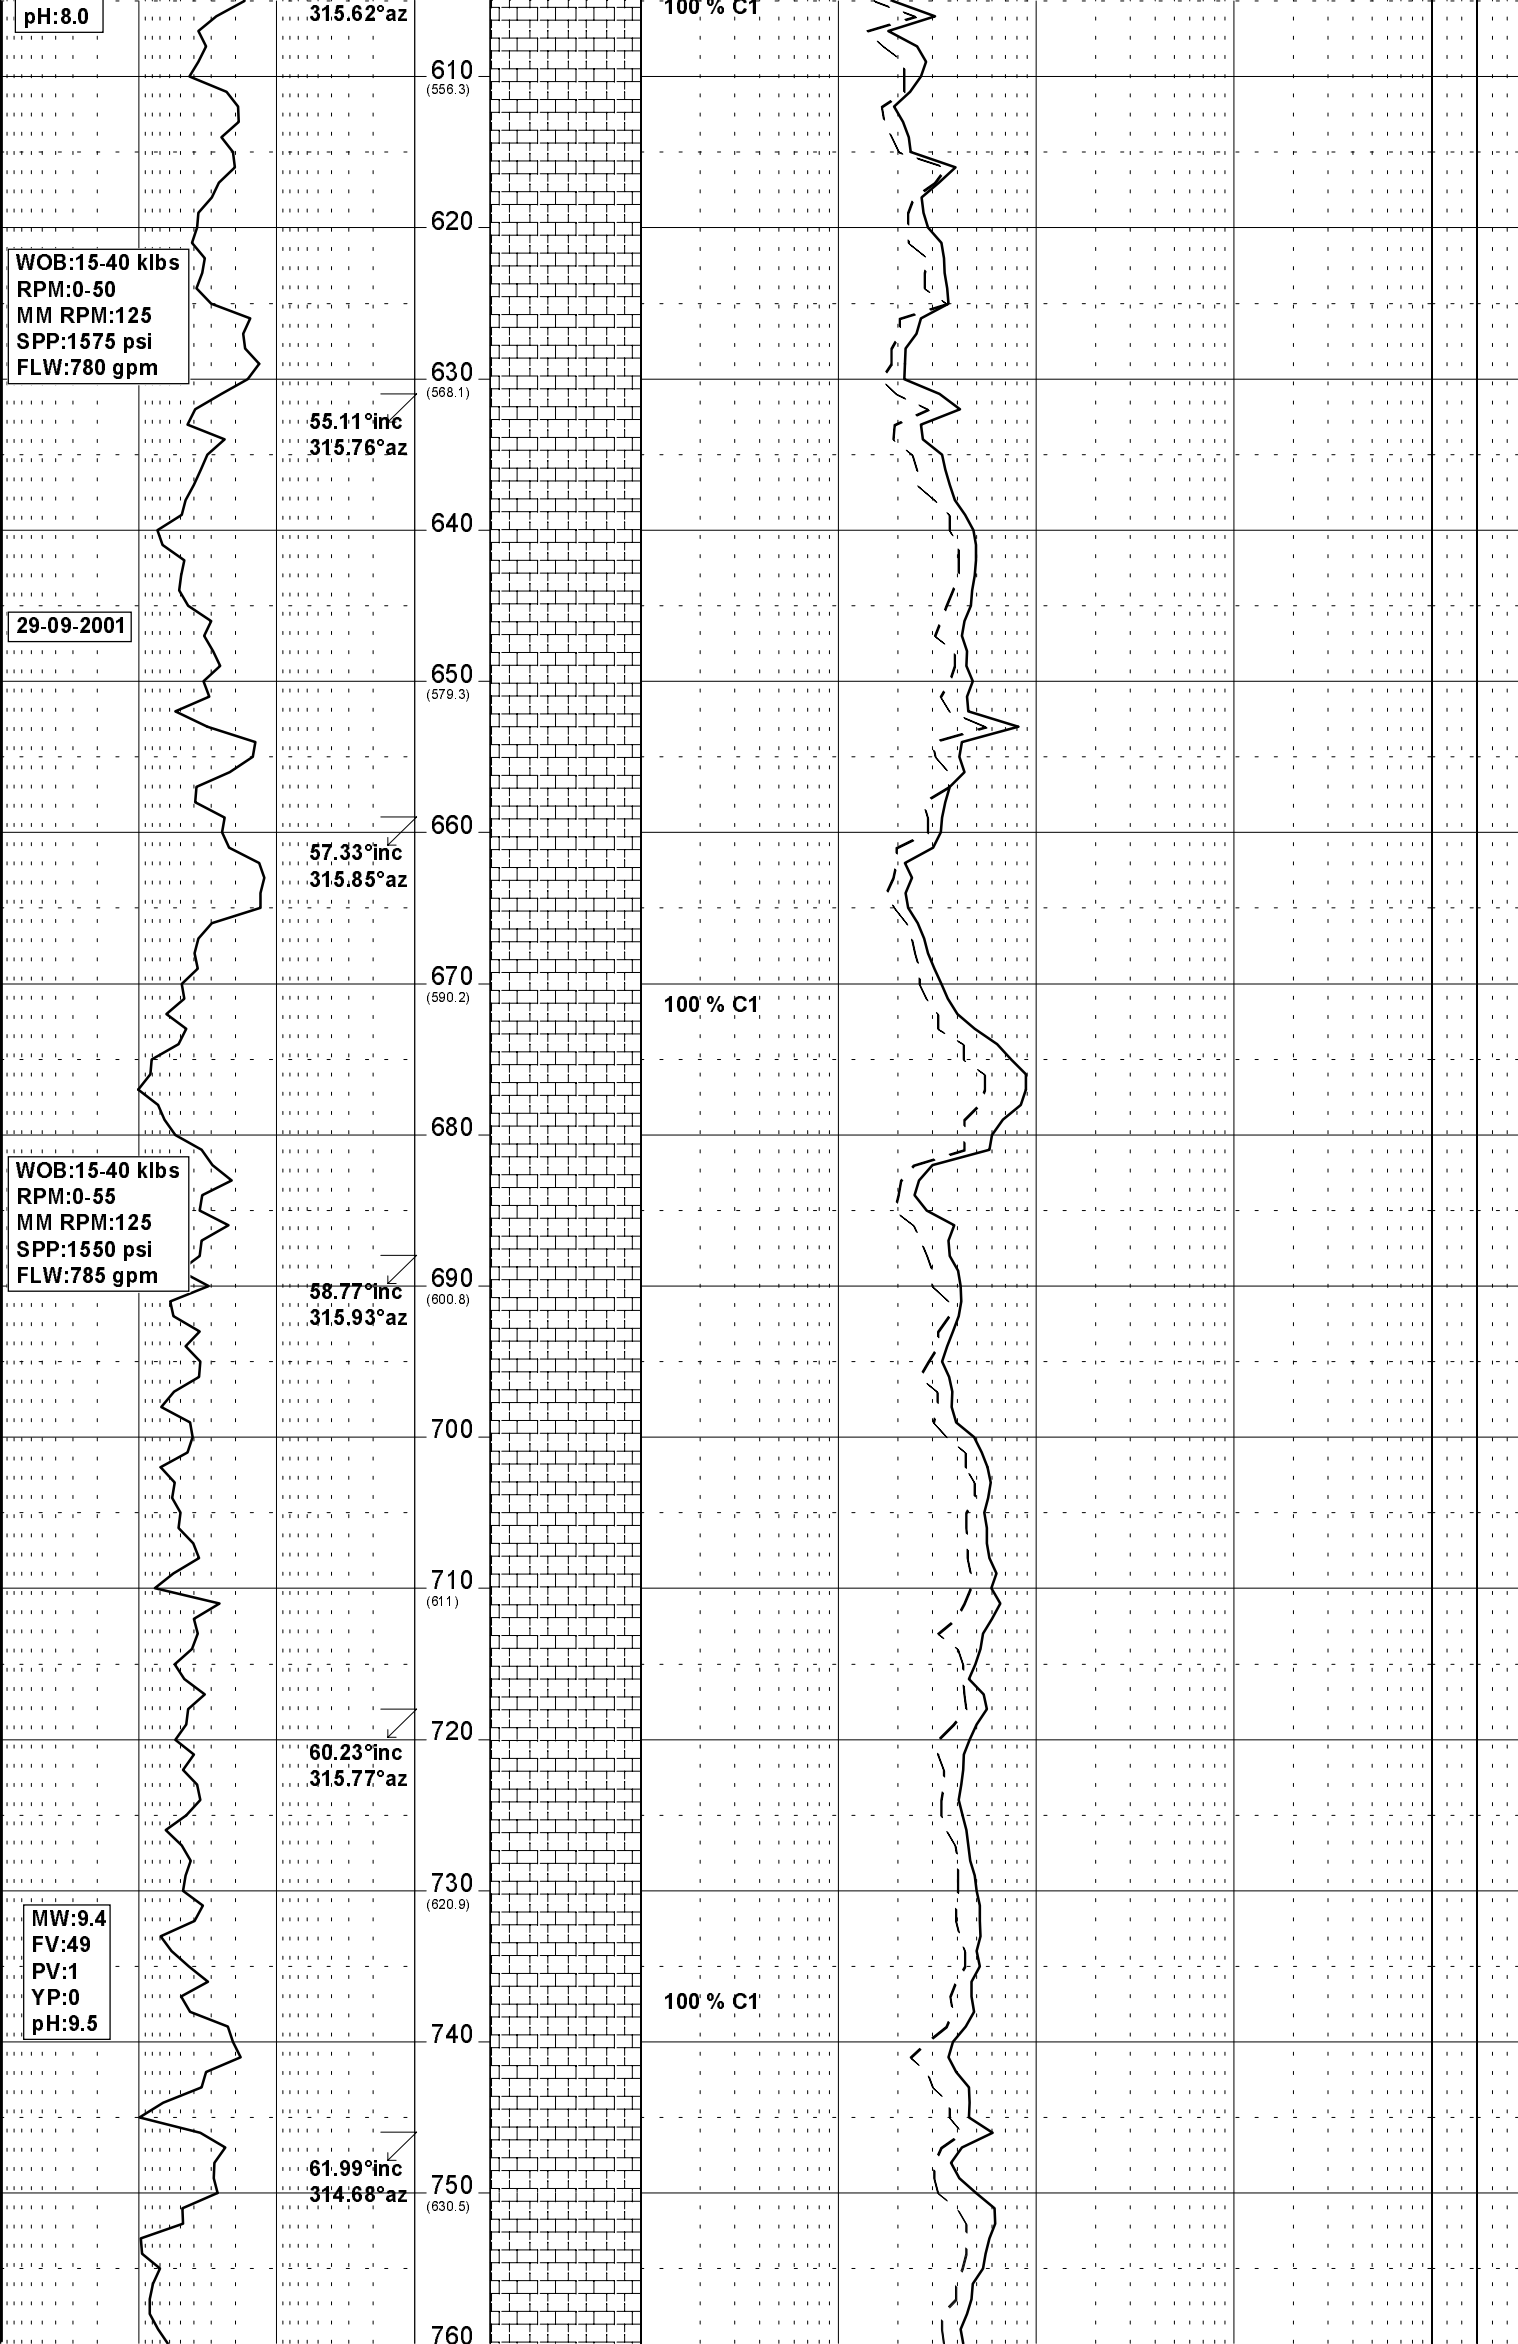 pH:8.0
315.62°az
100 % C1
610
(556.3)
620
WOB:15-40 klbs
RPM:0-50
MM RPM:125
SPP:1575 psi
FLW:780 gpm
630
(568.1)
55.11°inc
315.76°az
640
29-09-2001
650
(579.3)
660
57.33°inc
315.85°az
670
(590.2)
100 % C1
680
WOB:15-40 klbs
RPM:0-55
MM RPM:125
SPP:1550 psi
FLW:785 gpm
690
(600.8)
58.77°inc
315.93°az
700
710
(611)
720
60.23°inc
315.77°az
730
(620.9)
MW:9.4
FV:49
PV:1
YP:0
pH:9.5
100 % C1
740
61.99°inc
314.68°az
750
(630.5)
760